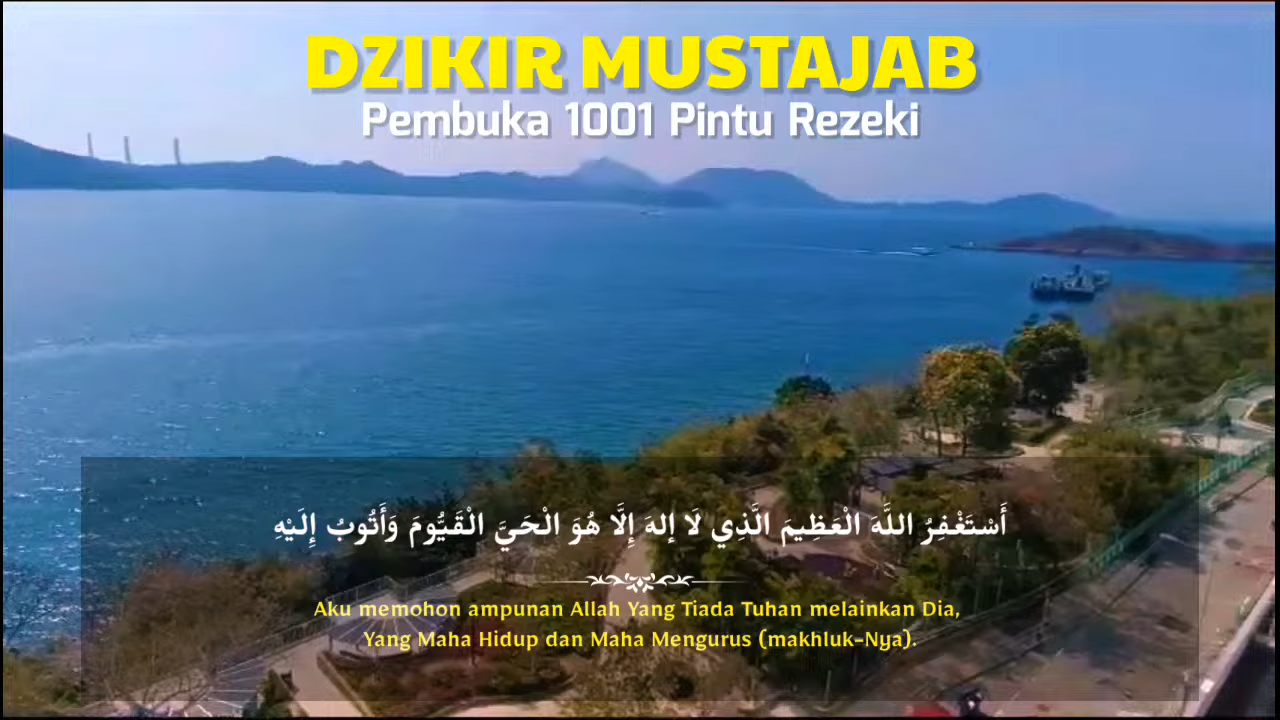 DZIKIR MUSTAJAB
Pembuka 1001 Pintu Rezeki
أَسْتَغْفِرُ اللَّهَ الْعَظِيمَ الَّذِي لَا إلهَ إِلَّا هُوَ الْحَيَّ الْقَيُّومَ وَأَتُوبُ إِلَيْهِ
Aku memohon ampunan Allah Yang Tiada Tuhan melainkan Dia,
Yang Maha Hidup dan Maha Mengurus (makhluk-Nya).